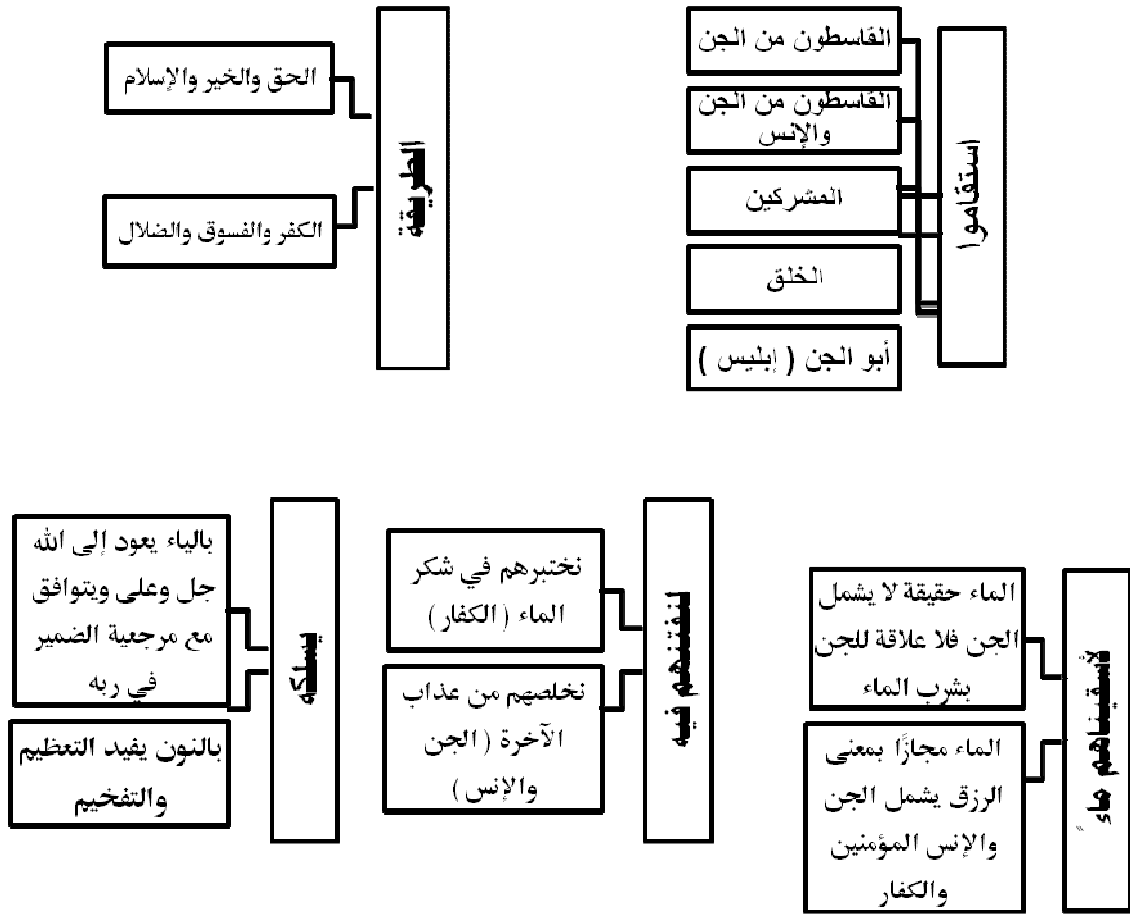 استقاموا
القاسطون من الجن
القاسطون من الجن
والإنس
المشركين
الخلق
أبو الجن ( إبليس )
الطريقة
الحق والخير والإسلام
الكفر والفسوق والضلال
لأسقيناهم ماءً
الماء حقيقة لا يشمل
الجن فلا علاقة للجن
بشرب الماء
الماء مجازًا بمعنى
الرزق يشمل الجن
والإنس المؤمنين
والكفار
لنفتنهم فيه
نختبرهم في شكر
الماء ( الكفار )
نخلصهم من عذاب
الآخرة ( الجن
والإنس )
يسلكه
بالياء يعود إلى الله
جل وعلى ويتوافق
مع مرجعية الضمير
في ربه
بالنون يفيد التعظيم
والتفخيم